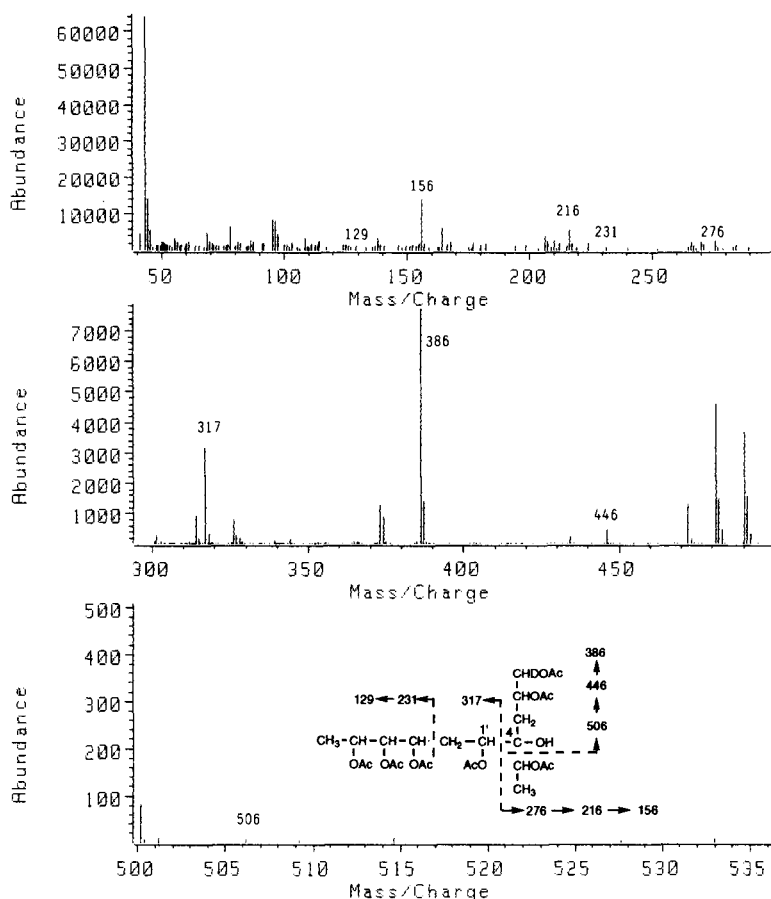 60000
50000
40000
30000
20000
10000
Abundance
156
216
129
231
276
50
100
150
200
250
Mass/Charge
7000
6000
5000
4000
3000
2000
1000
Abundance
386
317
446
300
350
400
450
Mass/Charge
500
400
300
200
100
Abundance
386
CHDOAc
129 231 317 CHOAc 446
CH₂ 506
1' 4
CH₃-CH-CH-CH-CH₂-CH-C-OH
OAc OAc OAc AcO CHOAc
CH₃
276 216 156
506
500 505 510 515 520 525 530 535
Mass/Charge